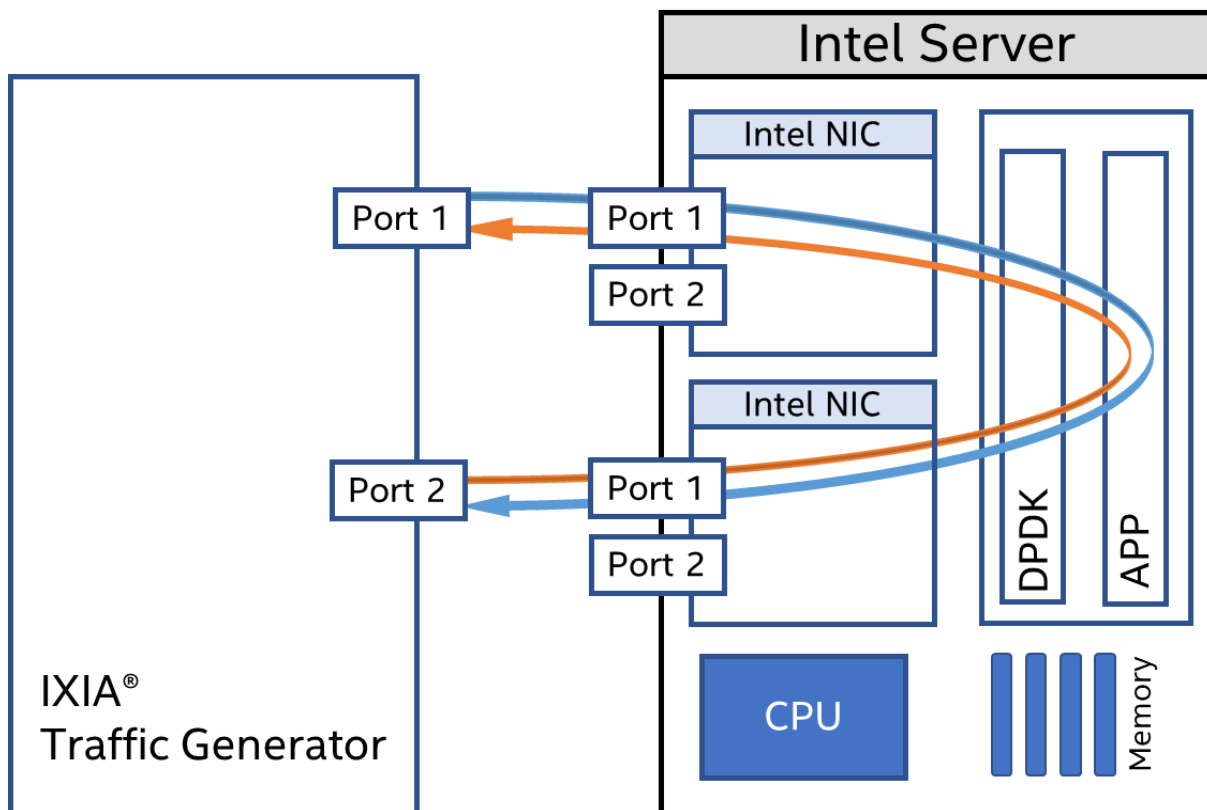 Intel Server
Intel NIC
Port 1
Port 1
Port 2
Intel NIC
Port 2
Port 1
Port 2
DPDK
APP
IXIA®
Traffic Generator
CPU
Memory